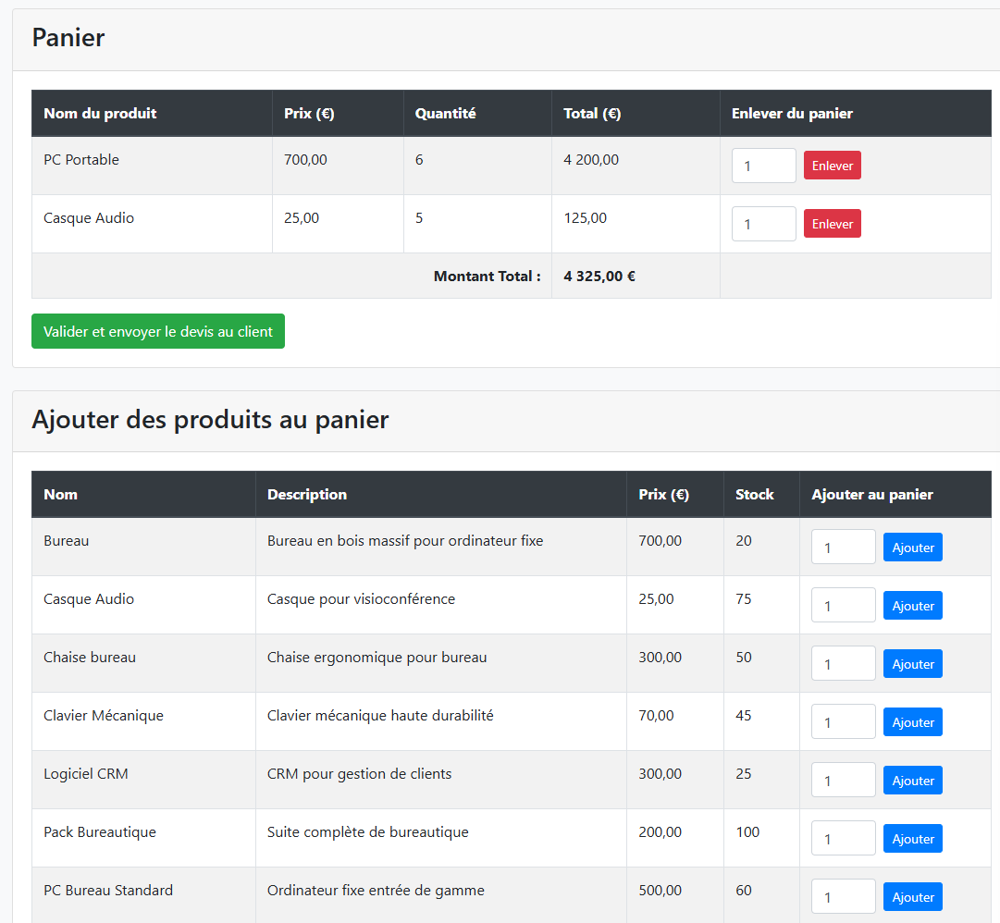 Panier
Nom du produit Prix (€) Quantité Total (€) Enlever du panier
PC Portable 700,00 6 4 200,00 1 Enlever
Casque Audio 25,00 5 125,00 1 Enlever
Montant Total : 4 325,00 €
Valider et envoyer le devis au client
Ajouter des produits au panier
Nom Description Prix (€) Stock Ajouter au panier
Bureau Bureau en bois massif pour ordinateur fixe 700,00 20 1 Ajouter
Casque Audio Casque pour visioconférence 25,00 75 1 Ajouter
Chaise bureau Chaise ergonomique pour bureau 300,00 50 1 Ajouter
Clavier Mécanique Clavier mécanique haute durabilité 70,00 45 1 Ajouter
Logiciel CRM CRM pour gestion de clients 300,00 25 1 Ajouter
Pack Bureautique Suite complète de bureautique 200,00 100 1 Ajouter
PC Bureau Standard Ordinateur fixe entrée de gamme 500,00 60 1 Ajouter